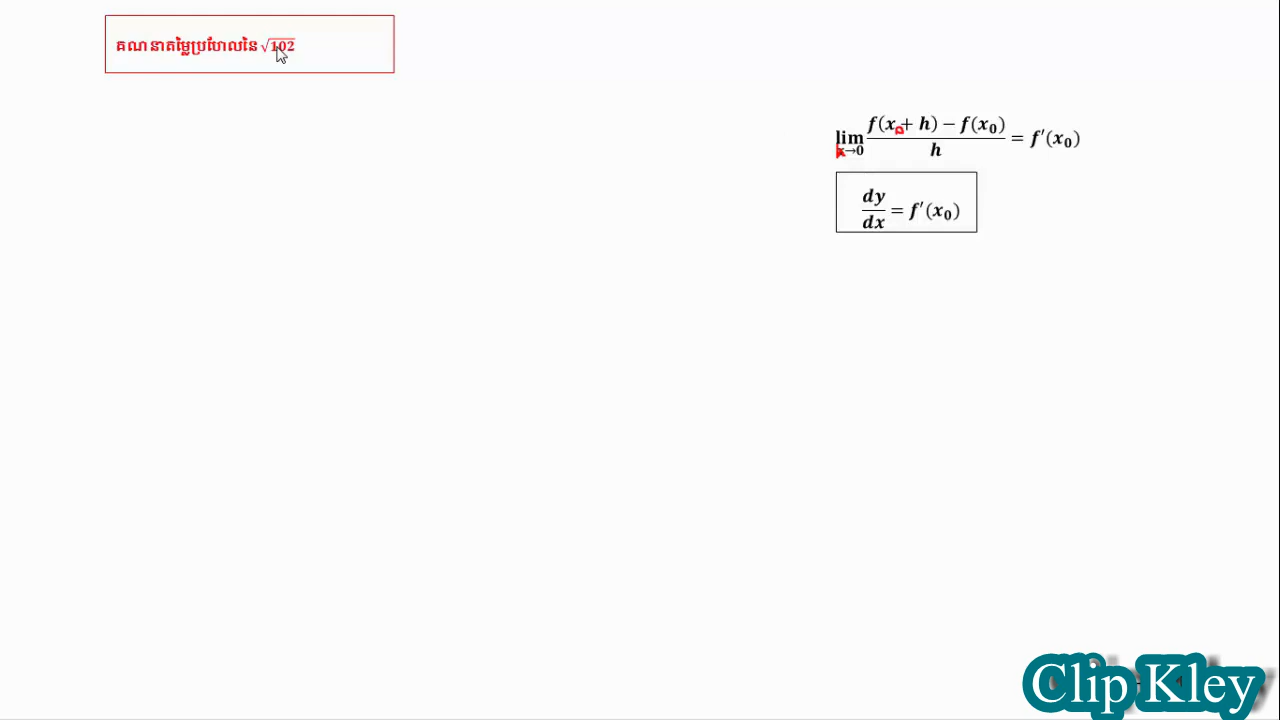 គណនាតម្លៃប្រហែលនៃ √102
lim h→0 f(x₀ + h) − f(x₀) / h = f′(x₀)
dy/dx = f′(x₀)
Clip Kley